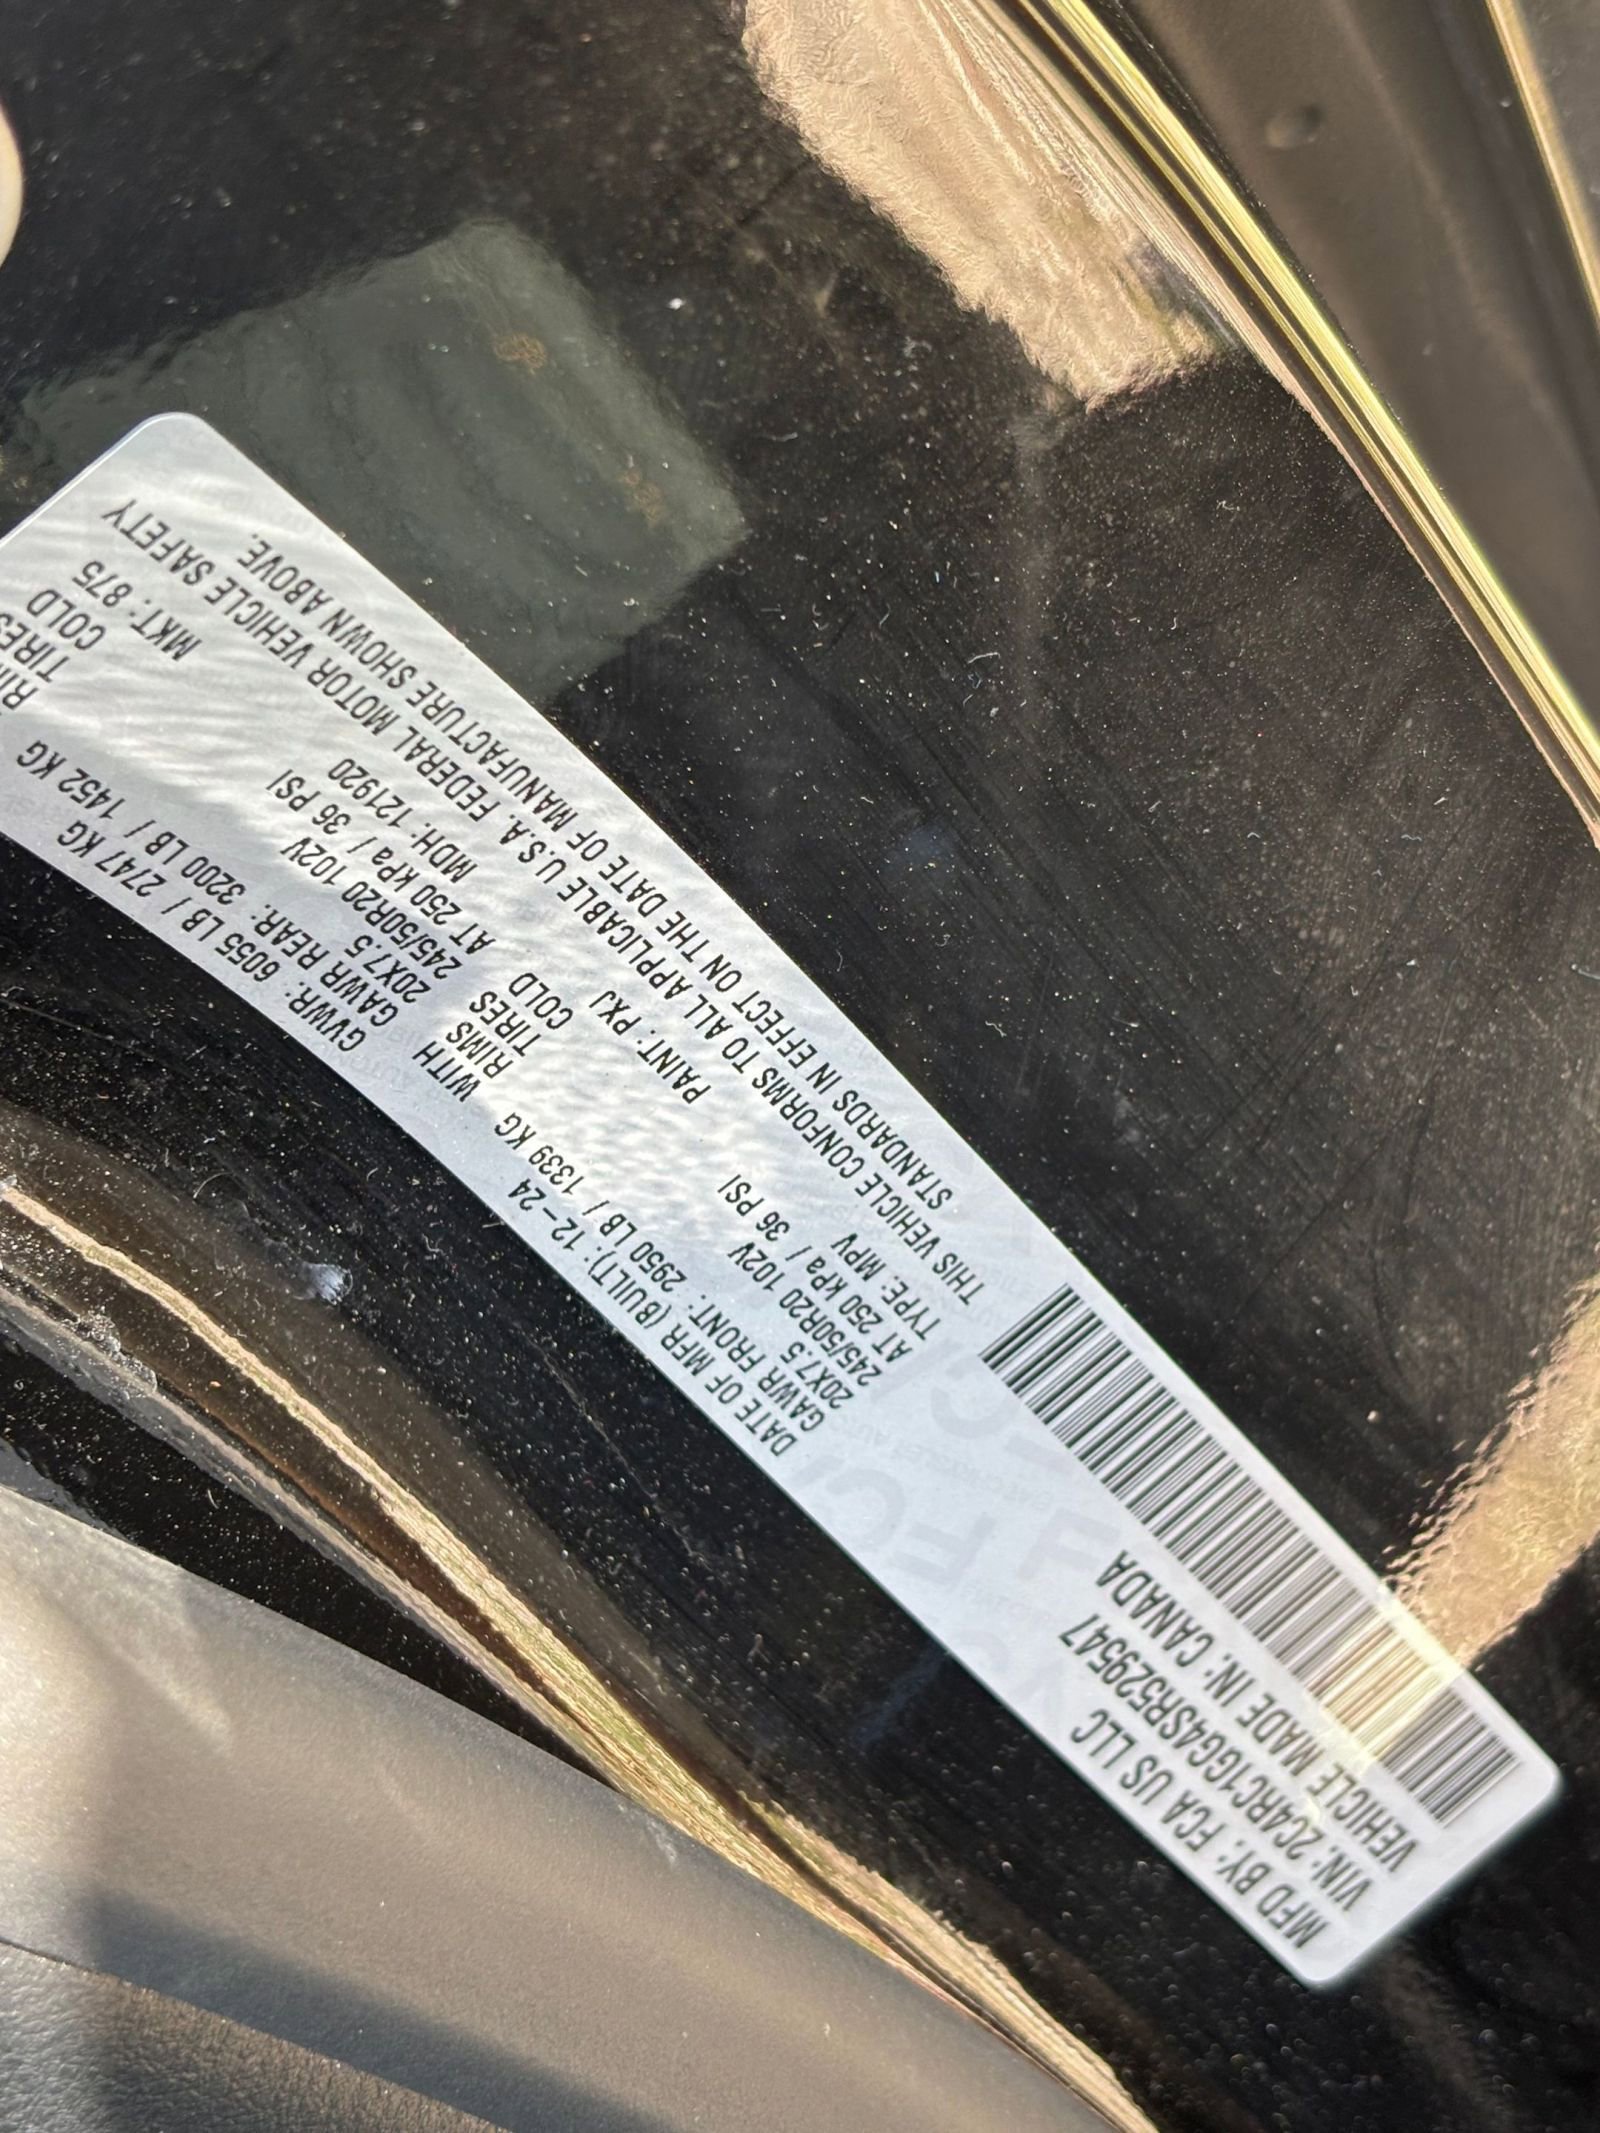 MFD BY: FCA US LLC
VIN: 2C4RC1GG4SR529547
VEHICLE MADE IN: CANADA
DATE OF MFR (BUILT): 12-24 GVWR: 6055 LB / 2747 KG
GAWR FRONT: 2950 LB / 1339 KG WITH GAWR REAR: 3200 LB / 1452 KG
20X7.5 RIMS 20X7.5
245/50R20 102V TIRES 245/50R20 102V TIRES
AT 250 KPa / 36 PSI COLD AT 250 KPa / 36 PSI COLD
TYPE: MPV PAINT: PXJ MDH: 121920 MKT: 875
THIS VEHICLE CONFORMS TO ALL APPLICABLE U.S.A. FEDERAL MOTOR VEHICLE SAFETY
STANDARDS IN EFFECT ON THE DATE OF MANUFACTURE SHOWN ABOVE.